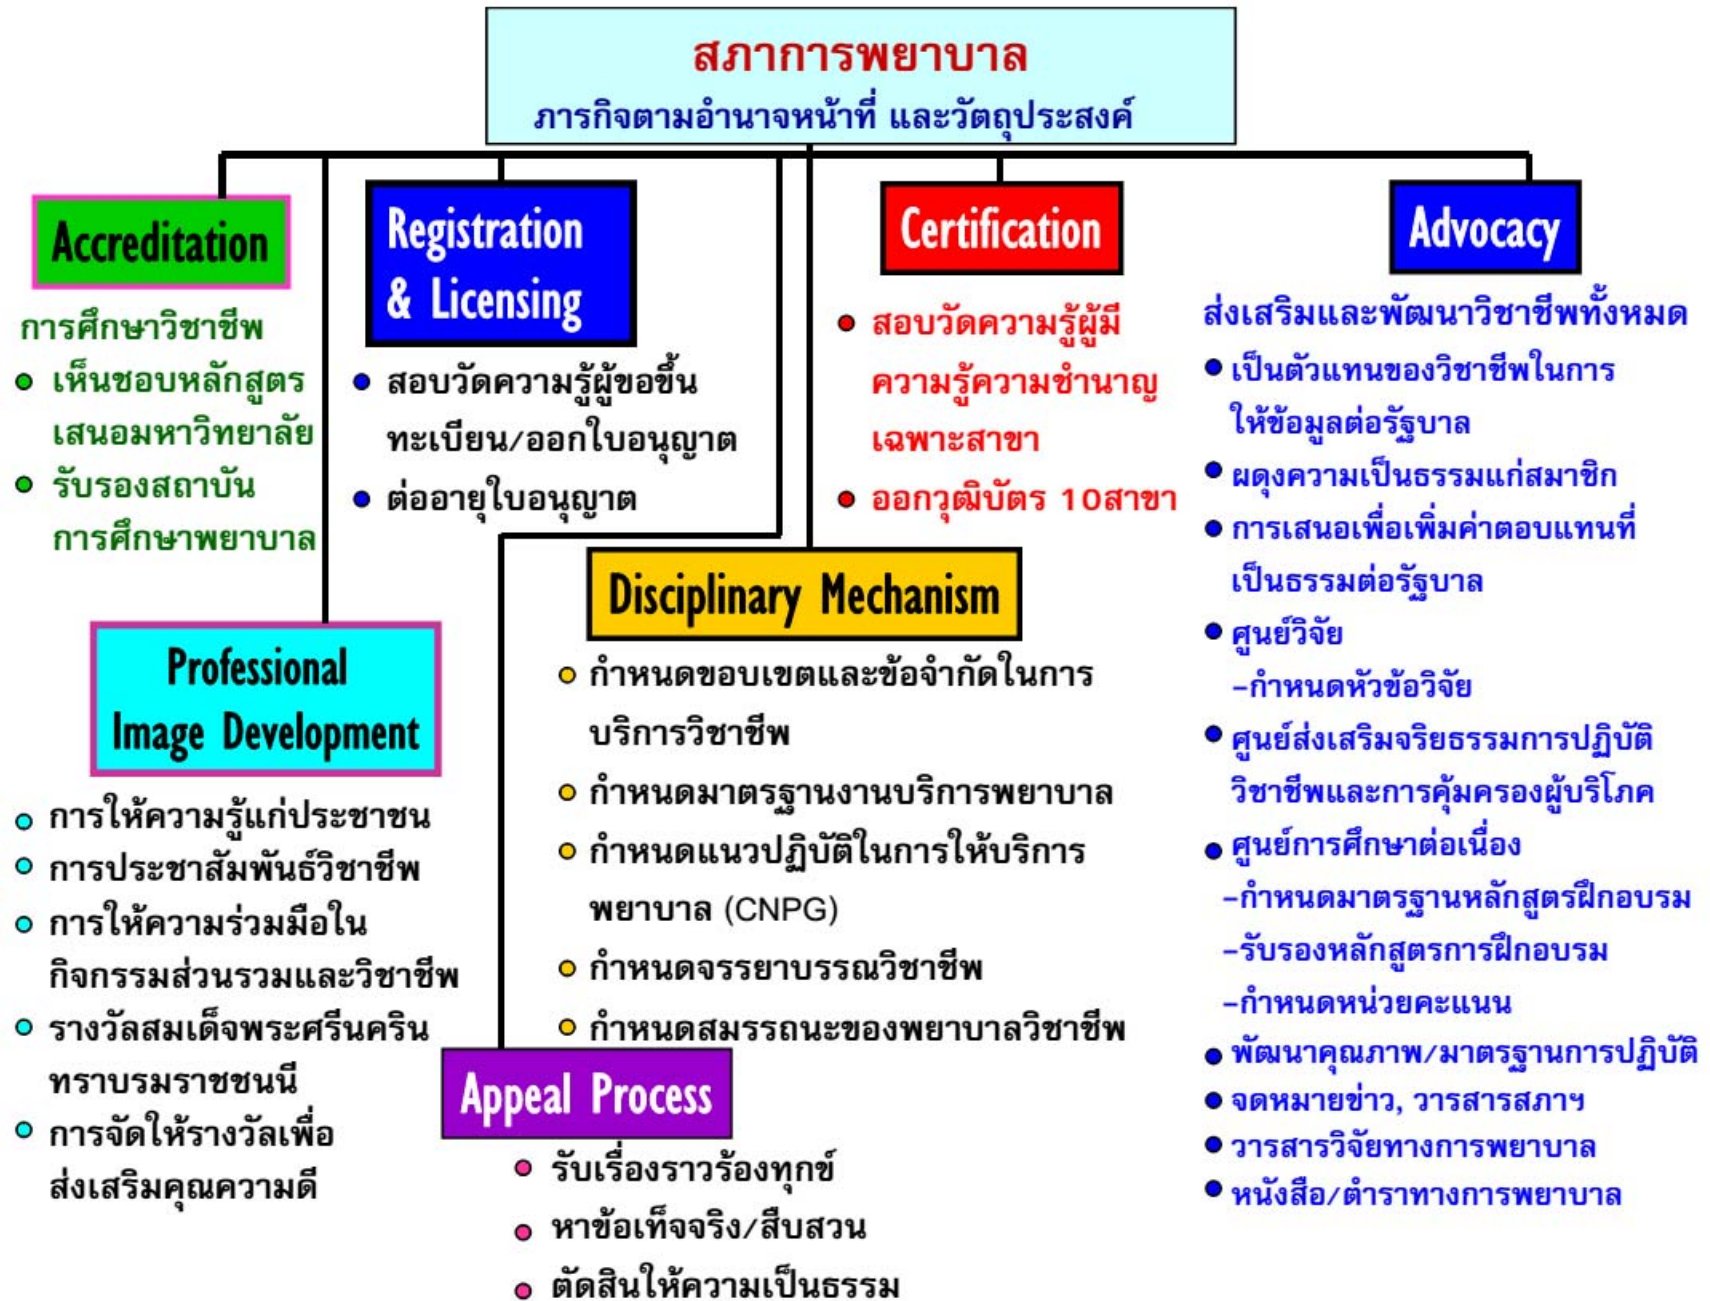 สภาการพยาบาล
ภารกิจตามอำนาจหน้าที่ และวัตถุประสงค์
Accreditation
การศึกษาวิชาชีพ
เห็นชอบหลักสูตร
เสนอมหาวิทยาลัย
รับรองสถาบัน
การศึกษาพยาบาล
Registration
& Licensing
สอบวัดความรู้ผู้ขอขึ้น
ทะเบียน/ออกใบอนุญาต
ต่ออายุใบอนุญาต
Certification
สอบวัดความรู้ผู้มี
ความรู้ความชำนาญ
เฉพาะสาขา
ออกวุฒิบัตร 10สาขา
Advocacy
ส่งเสริมและพัฒนาวิชาชีพทั้งหมด
เป็นตัวแทนของวิชาชีพในการ
ให้ข้อมูลต่อรัฐบาล
ผดุงความเป็นธรรมแก่สมาชิก
การเสนอเพื่อเพิ่มค่าตอบแทนที่
เป็นธรรมต่อรัฐบาล
ศูนย์วิจัย
-กำหนดหัวข้อวิจัย
ศูนย์ส่งเสริมจริยธรรมการปฏิบัติ
วิชาชีพและการคุ้มครองผู้บริโภค
ศูนย์การศึกษาต่อเนื่อง
-กำหนดมาตรฐานหลักสูตรฝึกอบรม
-รับรองหลักสูตรการฝึกอบรม
-กำหนดหน่วยคะแนน
พัฒนาคุณภาพ/มาตรฐานการปฏิบัติ
จดหมายข่าว, วารสารสภาฯ
วารสารวิจัยทางการพยาบาล
หนังสือ/ตำราทางการพยาบาล
Professional
Image Development
การให้ความรู้แก่ประชาชน
การประชาสัมพันธ์วิชาชีพ
การให้ความร่วมมือใน
กิจกรรมส่วนรวมและวิชาชีพ
รางวัลสมเด็จพระศรีนคริน
ทราบรมราชชนนี
การจัดให้รางวัลเพื่อ
ส่งเสริมคุณความดี
Disciplinary Mechanism
กำหนดขอบเขตและข้อจำกัดในการ
บริการวิชาชีพ
กำหนดมาตรฐานงานบริการพยาบาล
กำหนดแนวปฏิบัติในการให้บริการ
พยาบาล (CNPG)
กำหนดจรรยาบรรณวิชาชีพ
กำหนดสมรรถนะของพยาบาลวิชาชีพ
Appeal Process
รับเรื่องราวร้องทุกข์
หาข้อเท็จจริง/สืบสวน
ตัดสินให้ความเป็นธรรม